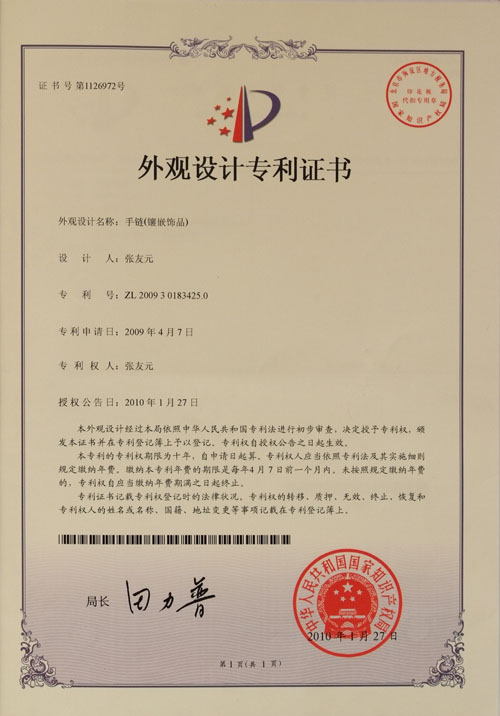 证书号第1126972号
印花税
代扣专用章
国家知识产权局
外观设计专利证书
外观设计名称：手链(镶嵌饰品)
设计人：张友元
专利号：ZL 2009 3 0183425.0
专利申请日：2009年4月7日
专利权人：张友元
授权公告日：2010年1月27日
本外观设计经过本局依照中华人民共和国专利法进行初步审查，决定授予专利权，颁
发本证书并在专利登记簿上予以登记。专利权自授权公告之日起生效。
本专利的专利权期限为十年，自申请日起算。专利权人应当依照专利法及其实施细则
规定缴纳年费。缴纳本专利年费的期限是每年4月7日前一个月内。未按照规定缴纳年费
的，专利权自应当缴纳年费期满之日起终止。
专利证书记载专利权登记时的法律状况。专利权的转移、质押、无效、终止、恢复和
专利权人的姓名或名称、国籍、地址变更等事项记载在专利登记簿上。
局长
田力普
中华人民共和国国家知识产权局
2010年1月27日
第1页(共1页)